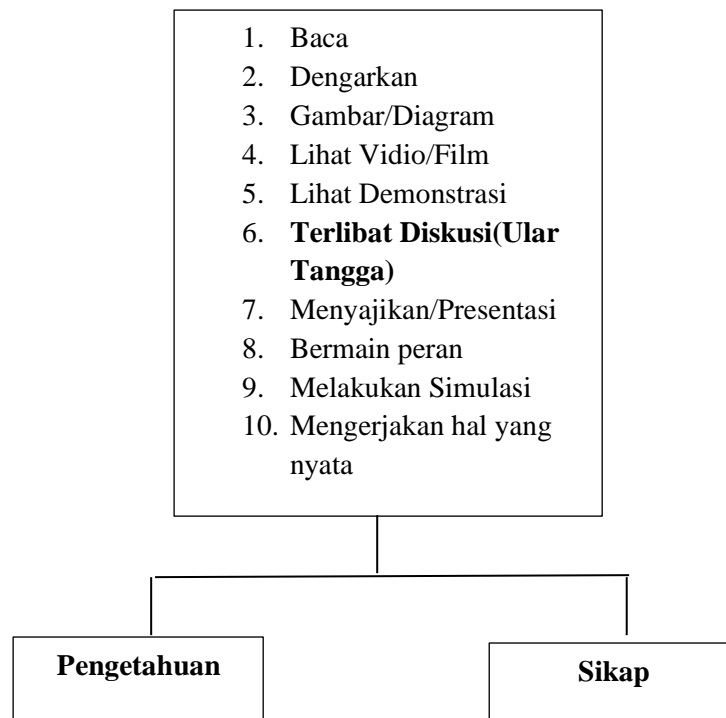 1. Baca
2. Dengarkan
3. Gambar/Diagram
4. Lihat Vidio/Film
5. Lihat Demonstrasi
6. Terlibat Diskusi(Ular
Tangga)
7. Menyajikan/Presentasi
8. Bermain peran
9. Melakukan Simulasi
10. Mengerjakan hal yang
nyata
Pengetahuan
Sikap